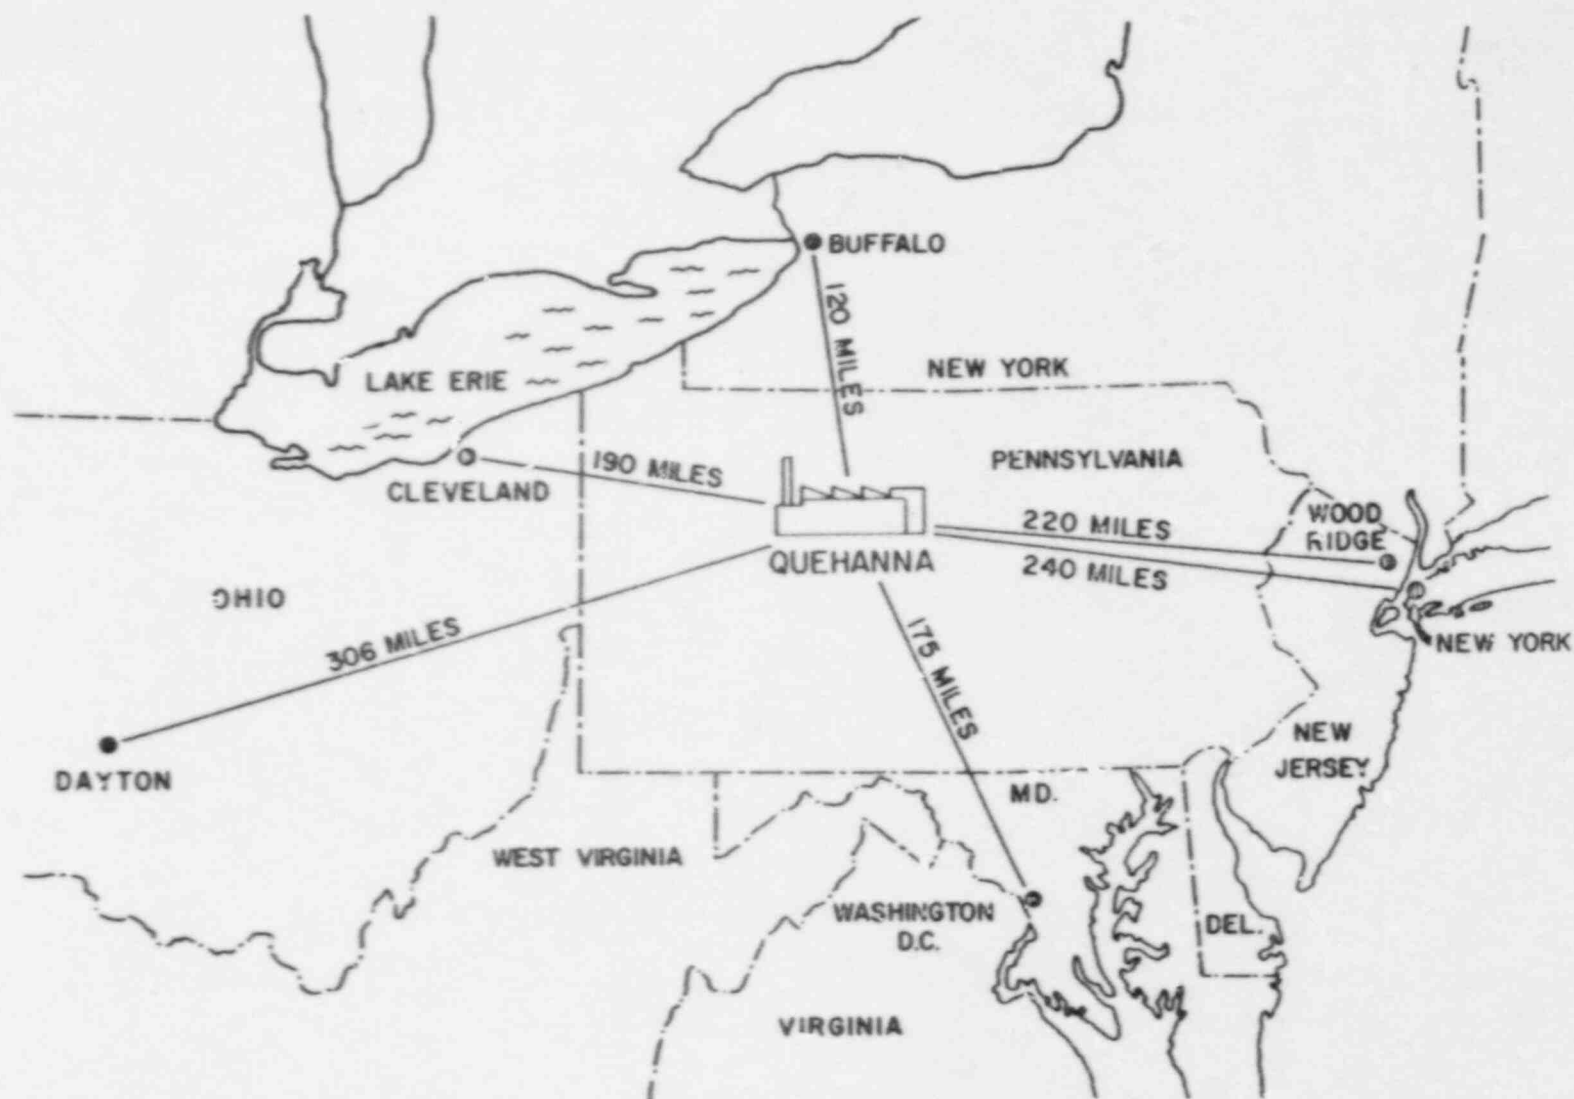 BUFFALO
120 MILES
NEW YORK
LAKE ERIE
190 MILES
PENNSYLVANIA
CLEVELAND
220 MILES
WOOD
RIDGE
QUEHANNA
240 MILES
OHIO
306 MILES
175 MILES
NEW YORK
DAYTON
NEW
JERSEY
MD.
WEST VIRGINIA
WASHINGTON
D.C.
DEL.
VIRGINIA